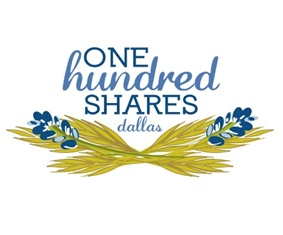 ONE
hundred
SHARES
dallas